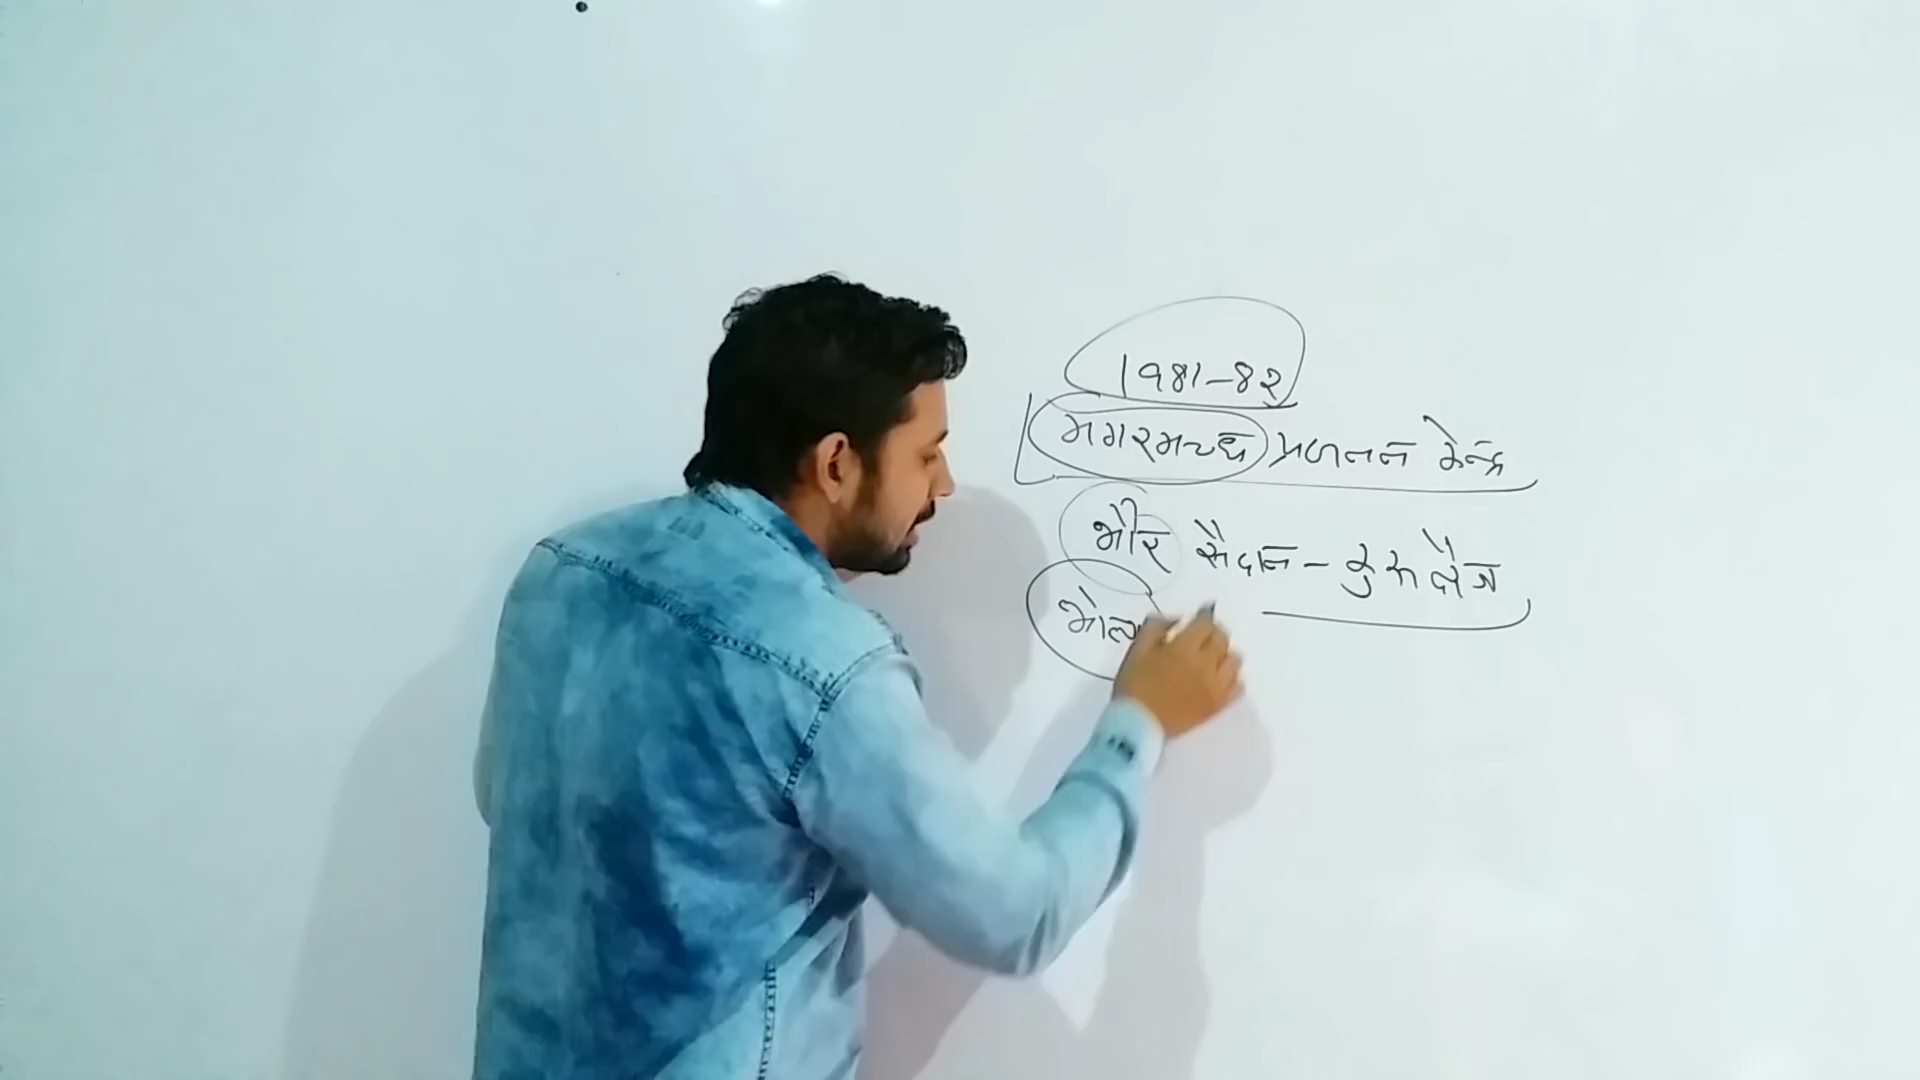 1981-82
मगरमच्छ प्रजनन केन्द्र
भौर सैदान - कुरूक्षेत्र